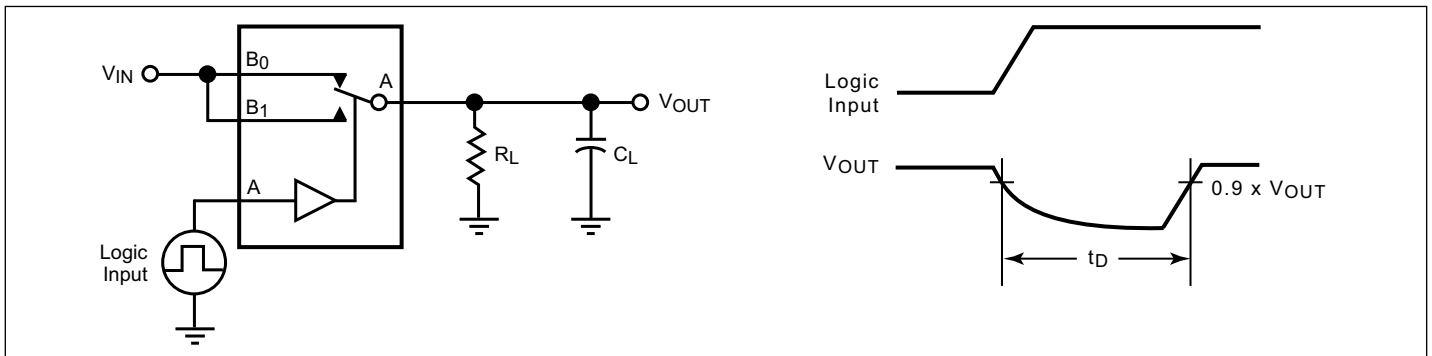 VIN
B0
B1
A
VOUT
RL
CL
A
Logic
Input
Logic
Input
VOUT
0.9 x VOUT
tD